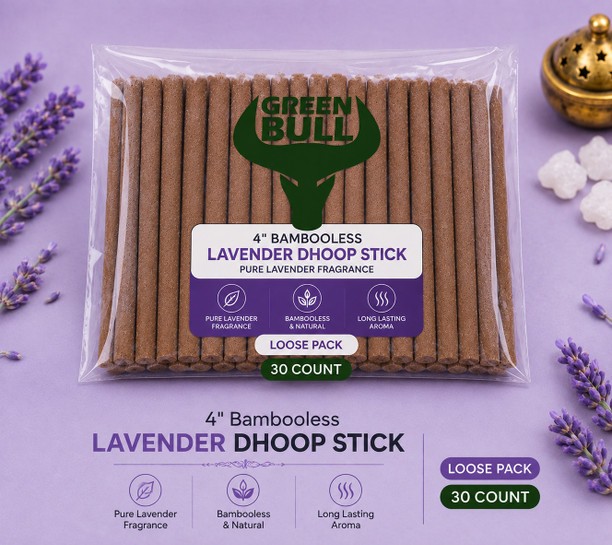 GREEN
BULL
4" BAMBOOLESS
LAVENDER DHOOP STICK
PURE LAVENDER FRAGRANCE
PURE LAVENDER
FRAGRANCE
BAMBOOLESS
& NATURAL
LONG LASTING
AROMA
LOOSE PACK
30 COUNT
4" Bambooless
LAVENDER DHOOP STICK
Pure Lavender
Fragrance
Bambooless
& Natural
Long Lasting
Aroma
LOOSE PACK
30 COUNT